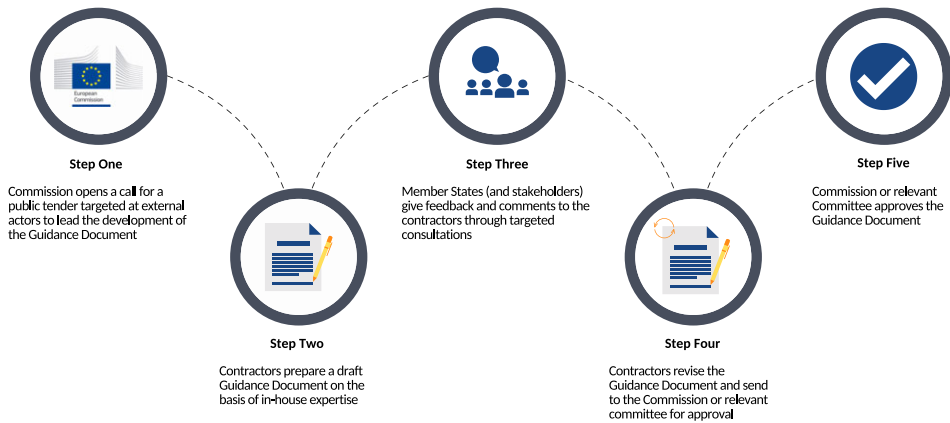 European
Commission
Step One
Commission opens a call for a
public tender targeted at external
actors to lead the development of
the Guidance Document
Step Two
Contractors prepare a draft
Guidance Document on the
basis of in-house expertise
Step Three
Member States (and stakeholders)
give feedback and comments to the
contractors through targeted
consultations
Step Four
Contractors revise the
Guidance Document and send
to the Commission or relevant
committee for approval
Step Five
Commission or relevant
Committee approves the
Guidance Document